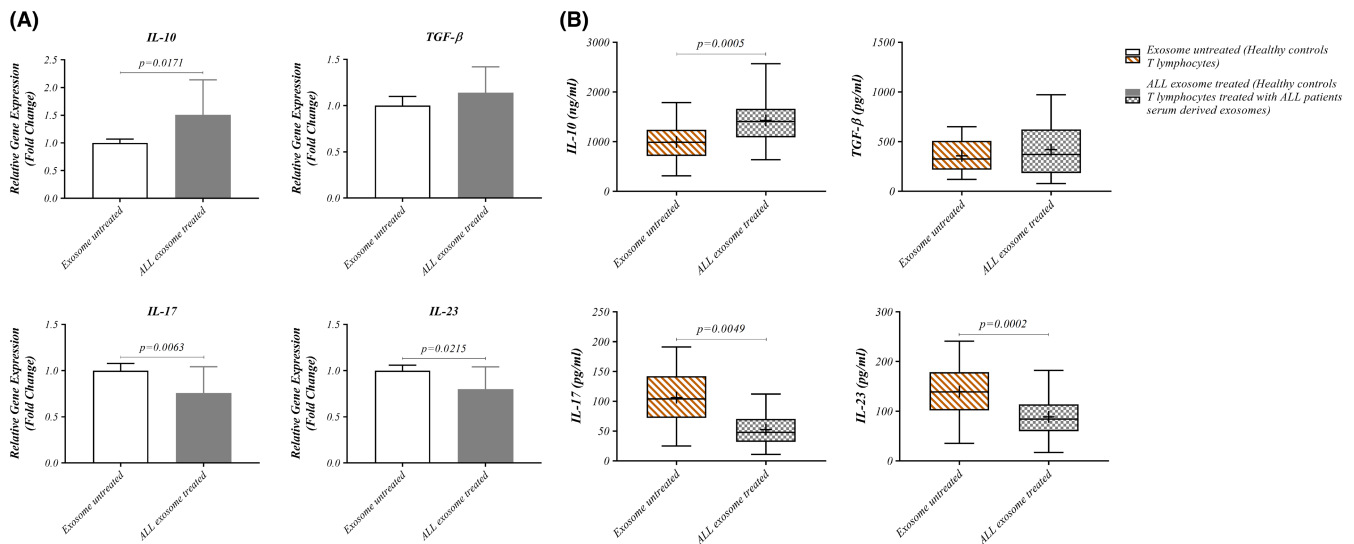 (A)
IL-10
Relative Gene Expression
(Fold Change)
2.5
2.0
1.5
1.0
0.5
0.0
p=0.0171
Exosome untreated
ALL exosome treated
TGF-β
Relative Gene Expression
(Fold Change)
1.5
1.0
0.5
0.0
Exosome untreated
ALL exosome treated
IL-17
Relative Gene Expression
(Fold Change)
1.5
1.0
0.5
0.0
p=0.0063
Exosome untreated
ALL exosome treated
IL-23
Relative Gene Expression
(Fold Change)
1.5
1.0
0.5
0.0
p=0.0215
Exosome untreated
ALL exosome treated
(B)
IL-10 (ng/ml)
3000
2000
1000
0
p=0.0005
Exosome untreated
ALL exosome treated
TGF-β (pg/ml)
1500
1000
500
0
Exosome untreated
ALL exosome treated
Exosome untreated (Healthy controls
T lymphocytes)
ALL exosome treated (Healthy controls
T lymphocytes treated with ALL patients
serum derived exosomes)
IL-17 (pg/ml)
250
200
150
100
50
0
p=0.0049
Exosome untreated
ALL exosome treated
IL-23 (pg/ml)
300
200
100
0
p=0.0002
Exosome untreated
ALL exosome treated